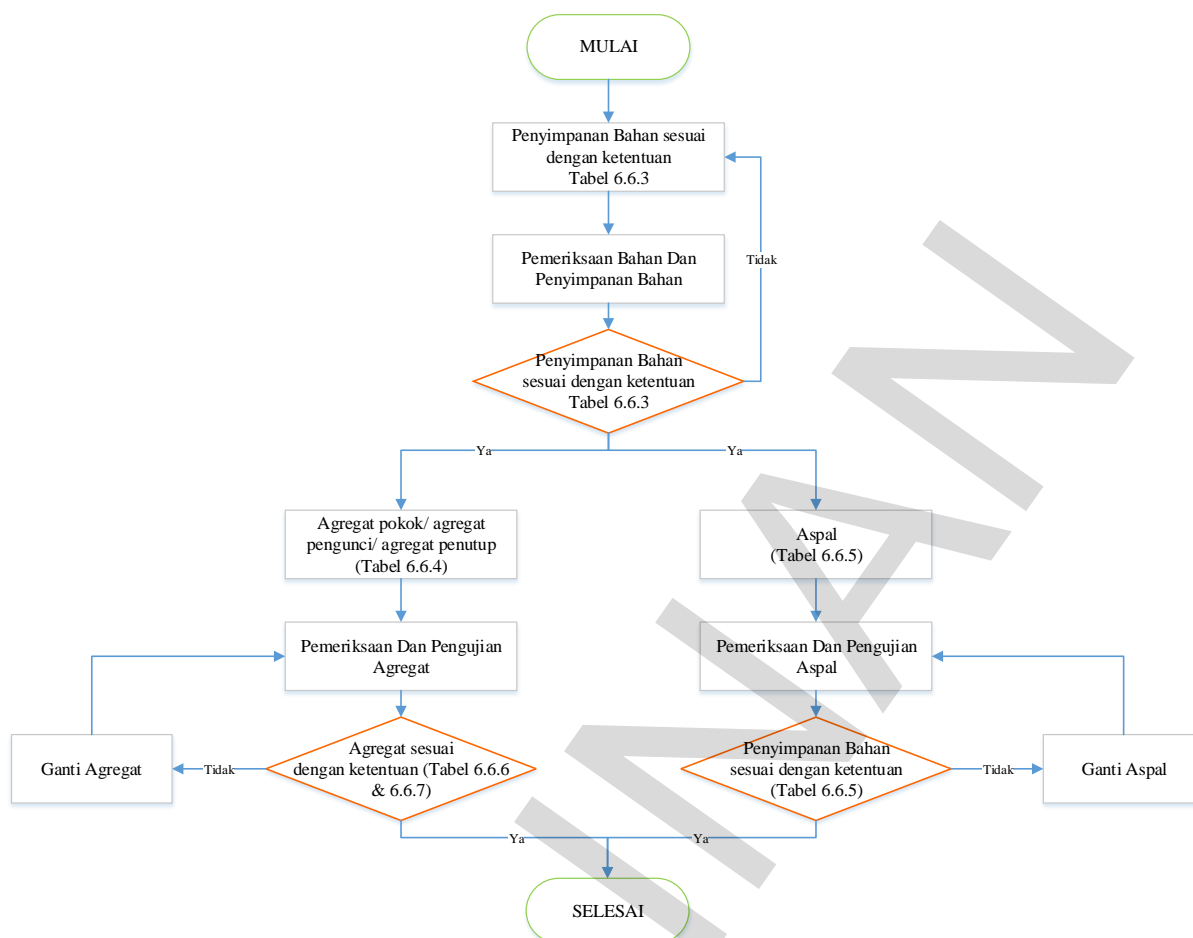 MULAI
Penyimpanan Bahan sesuai
dengan ketentuan
Tabel 6.6.3
Pemeriksaan Bahan Dan
Penyimpanan Bahan
Tidak
Penyimpanan Bahan
sesuai dengan ketentuan
Tabel 6.6.3
Ya
Ya
Agregat pokok/ agregat
pengunci/ agregat penutup
(Tabel 6.6.4)
Aspal
(Tabel 6.6.5)
Pemeriksaan Dan Pengujian
Agregat
Pemeriksaan Dan Pengujian
Aspal
Ganti Agregat
Tidak
Agregat sesuai
dengan ketentuan (Tabel 6.6.6
& 6.6.7)
Penyimpanan Bahan
sesuai dengan ketentuan
(Tabel 6.6.5)
Tidak
Ganti Aspal
Ya
Ya
SELESAI
INAN